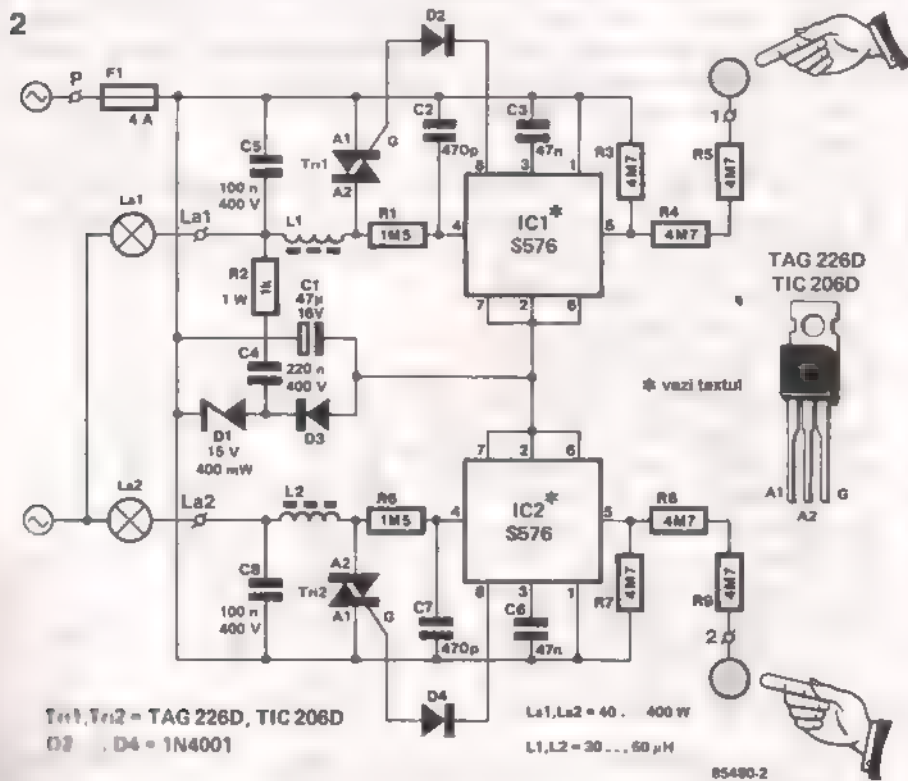 2
P
F1
4 A
D2
C5
100 n
400 V
A1
G
Tri1
A2
C2
470p
C3
47n
8
3
1
R3
4M7
1
R5
4M7
La1
La1
L1
R1
1M5
4
IC1*
S576
5
R4
4M7
7
2
6
R2
1 W
1k
C1
47µ
16V
C4
220 n
400 V
D1
15 V
400 mW
D3
TAG 226D
TIC 206D
* vezi textul
A1
A2
G
La2
La2
L2
R6
1M5
7
2
6
4
IC2*
S576
5
R8
4M7
C8
100 n
400 V
A2
Tri2
A1
G
C7
470p
8
3
1
C6
47n
R7
4M7
R9
4M7
2
D4
Tri1, Tri2 = TAG 226D, TIC 206D
D2 ... D4 = 1N4001
La1, La2 = 40 ... 400 W
L1, L2 = 30 ... 50 µH
85480-2